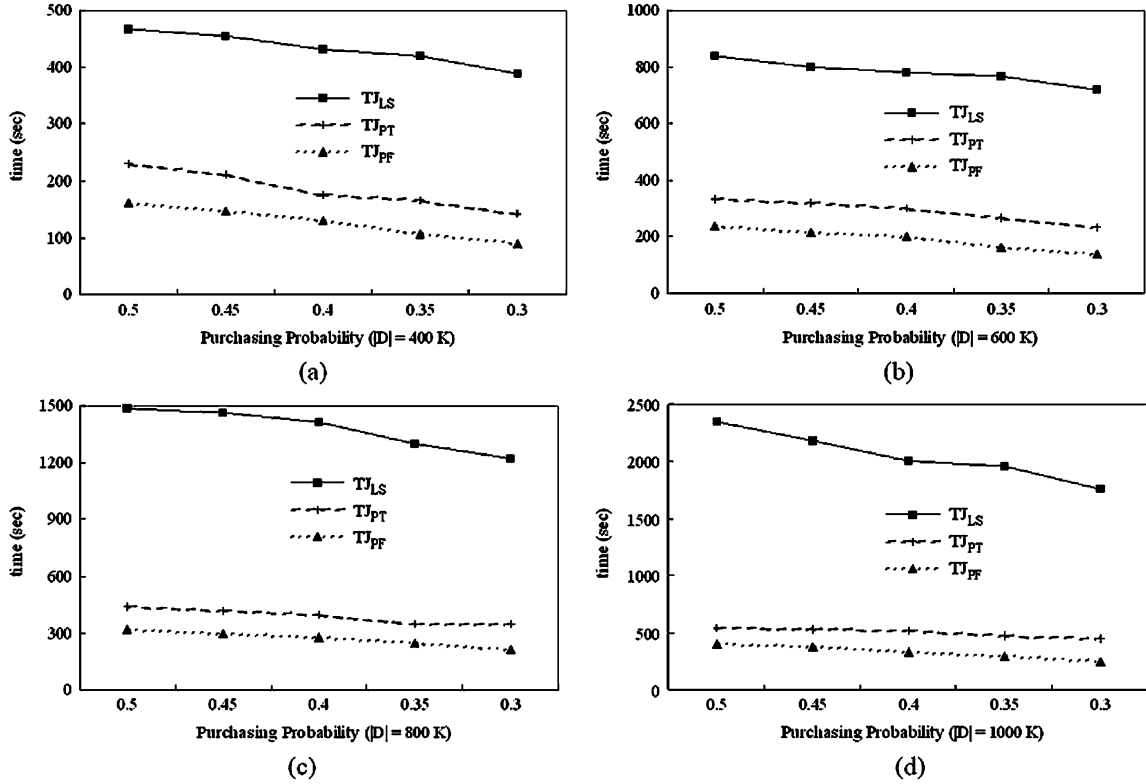 500
400
300
200
100
0
time (sec)
TJLS
TJPT
TJPF
0.5 0.45 0.4 0.35 0.3
Purchasing Probability (|D| = 400 K)
(a)
1000
800
600
400
200
0
time (sec)
TJLS
TJPT
TJPF
0.5 0.45 0.4 0.35 0.3
Purchasing Probability (|D| = 600 K)
(b)
1500
1200
900
600
300
0
time (sec)
TJLS
TJPT
TJPF
0.5 0.45 0.4 0.35 0.3
Purchasing Probability (|D| = 800 K)
(c)
2500
2000
1500
1000
500
0
time (sec)
TJLS
TJPT
TJPF
0.5 0.45 0.4 0.35 0.3
Purchasing Probability (|D| = 1000 K)
(d)